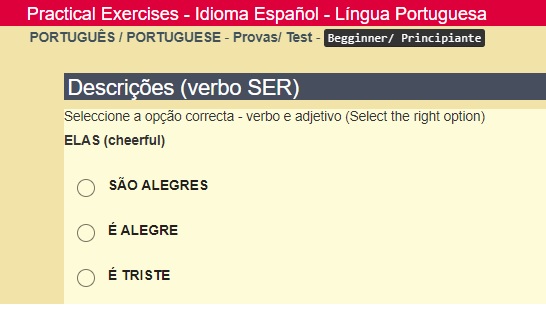 Practical Exercises - Idioma Español - Língua Portuguesa
PORTUGUÊS / PORTUGUESE - Provas/ Test - Begginner/ Principiante
Descrições (verbo SER)
Seleccione a opção correcta - verbo e adjetivo (Select the right option)
ELAS (cheerful)
SÃO ALEGRES
É ALEGRE
É TRISTE